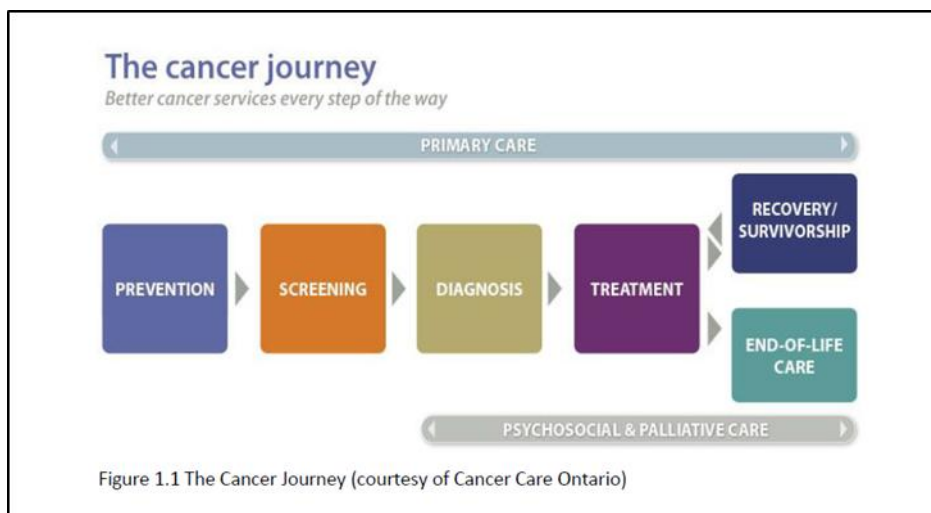 The cancer journey
Better cancer services every step of the way
PRIMARY CARE
PREVENTION
SCREENING
DIAGNOSIS
TREATMENT
RECOVERY/
SURVIVORSHIP
END-OF-LIFE
CARE
PSYCHOSOCIAL & PALLIATIVE CARE
Figure 1.1 The Cancer Journey (courtesy of Cancer Care Ontario)